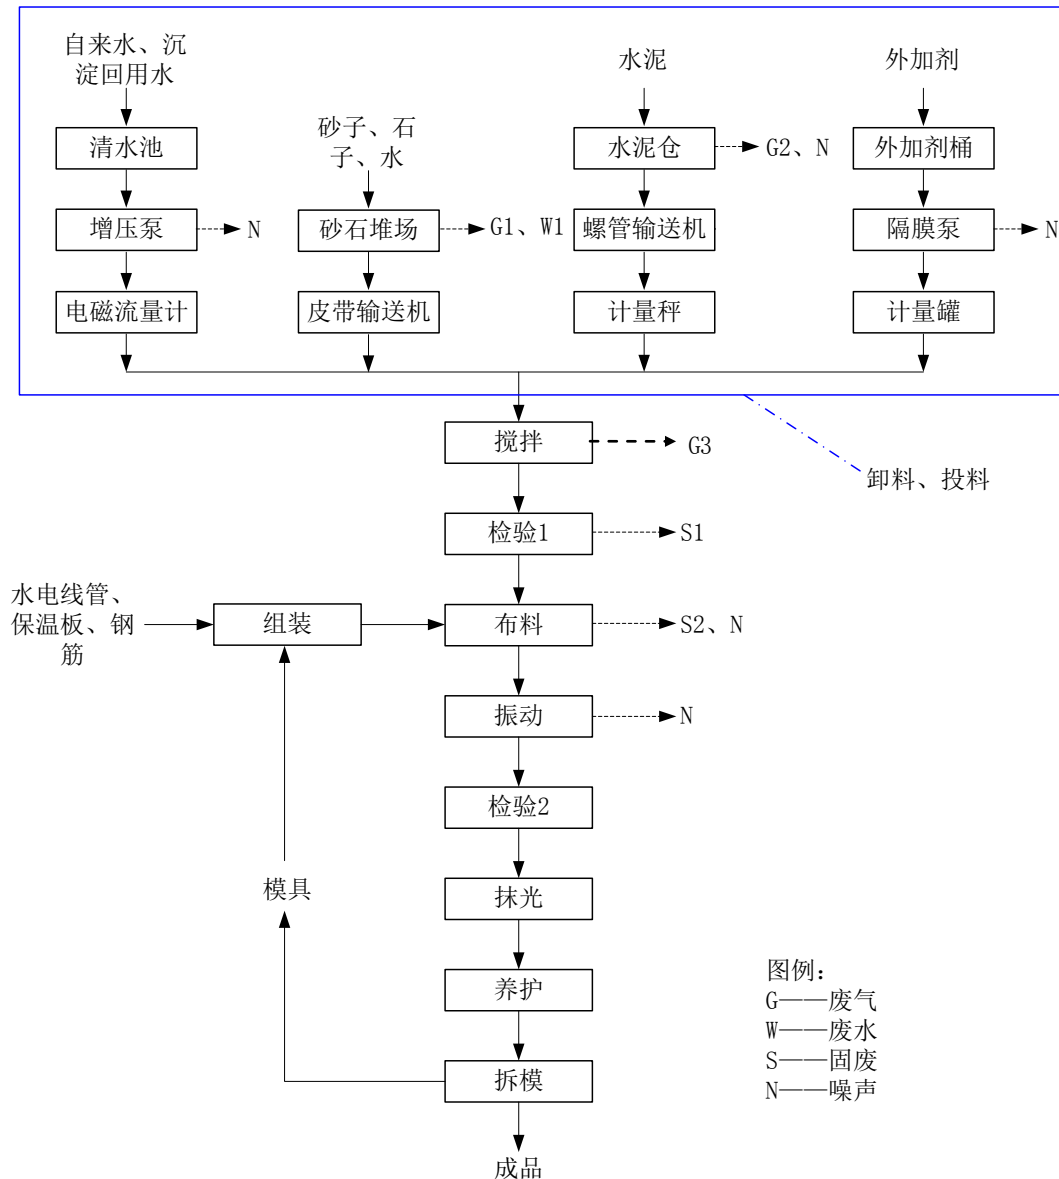 自来水、沉
淀回用水
水泥
外加剂
砂子、石
子、水
清水池
水泥仓
G2、N
外加剂桶
增压泵
N
砂石堆场
G1、W1
螺管输送机
隔膜泵
N
电磁流量计
皮带输送机
计量秤
计量罐
搅拌
G3
卸料、投料
检验1
S1
水电线管、
保温板、钢
筋
组装
布料
S2、N
振动
N
检验2
模具
抹光
养护
拆模
成品
图例:
G——废气
W——废水
S——固废
N——噪声